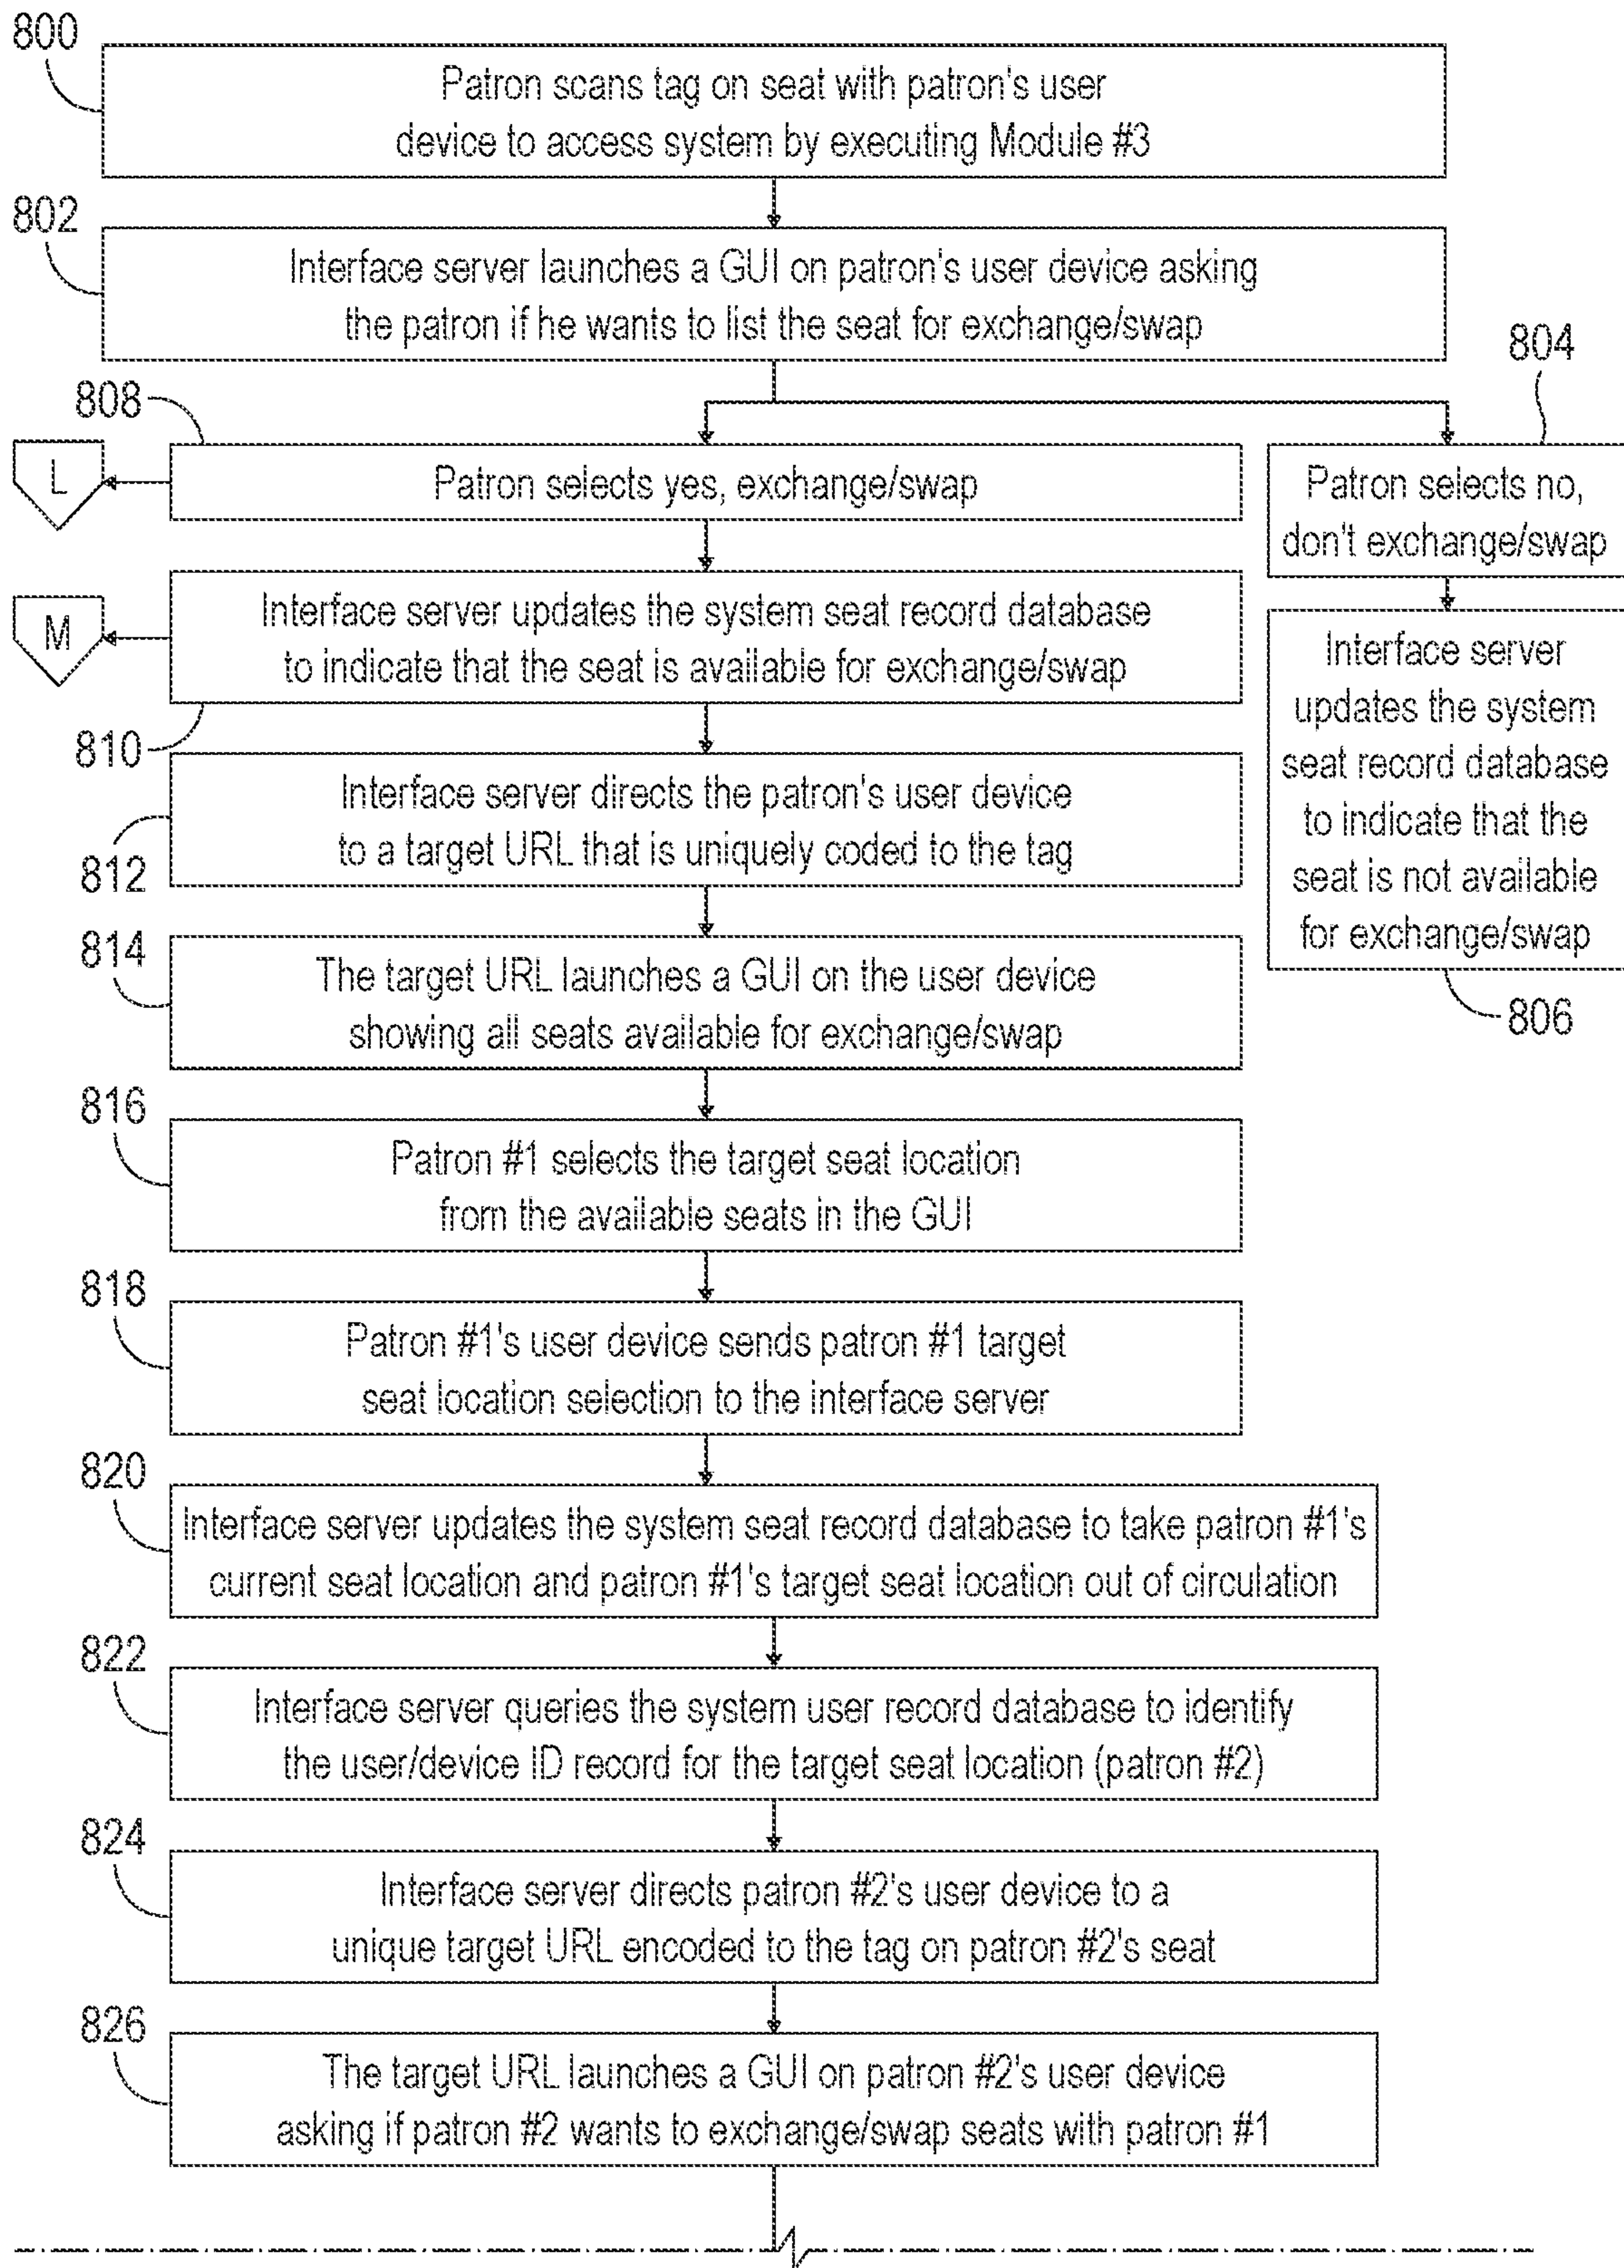 800
Patron scans tag on seat with patron's user
device to access system by executing Module #3
802
Interface server launches a GUI on patron's user device asking
the patron if he wants to list the seat for exchange/swap
804
808
L
Patron selects yes, exchange/swap
Patron selects no,
don't exchange/swap
M
Interface server updates the system seat record database
to indicate that the seat is available for exchange/swap
810
Interface server
updates the system
seat record database
to indicate that the
seat is not available
for exchange/swap
806
Interface server directs the patron's user device
to a target URL that is uniquely coded to the tag
812
814
The target URL launches a GUI on the user device
showing all seats available for exchange/swap
816
Patron #1 selects the target seat location
from the available seats in the GUI
818
Patron #1's user device sends patron #1 target
seat location selection to the interface server
820
Interface server updates the system seat record database to take patron #1's
current seat location and patron #1's target seat location out of circulation
822
Interface server queries the system user record database to identify
the user/device ID record for the target seat location (patron #2)
824
Interface server directs patron #2's user device to a
unique target URL encoded to the tag on patron #2's seat
826
The target URL launches a GUI on patron #2's user device
asking if patron #2 wants to exchange/swap seats with patron #1